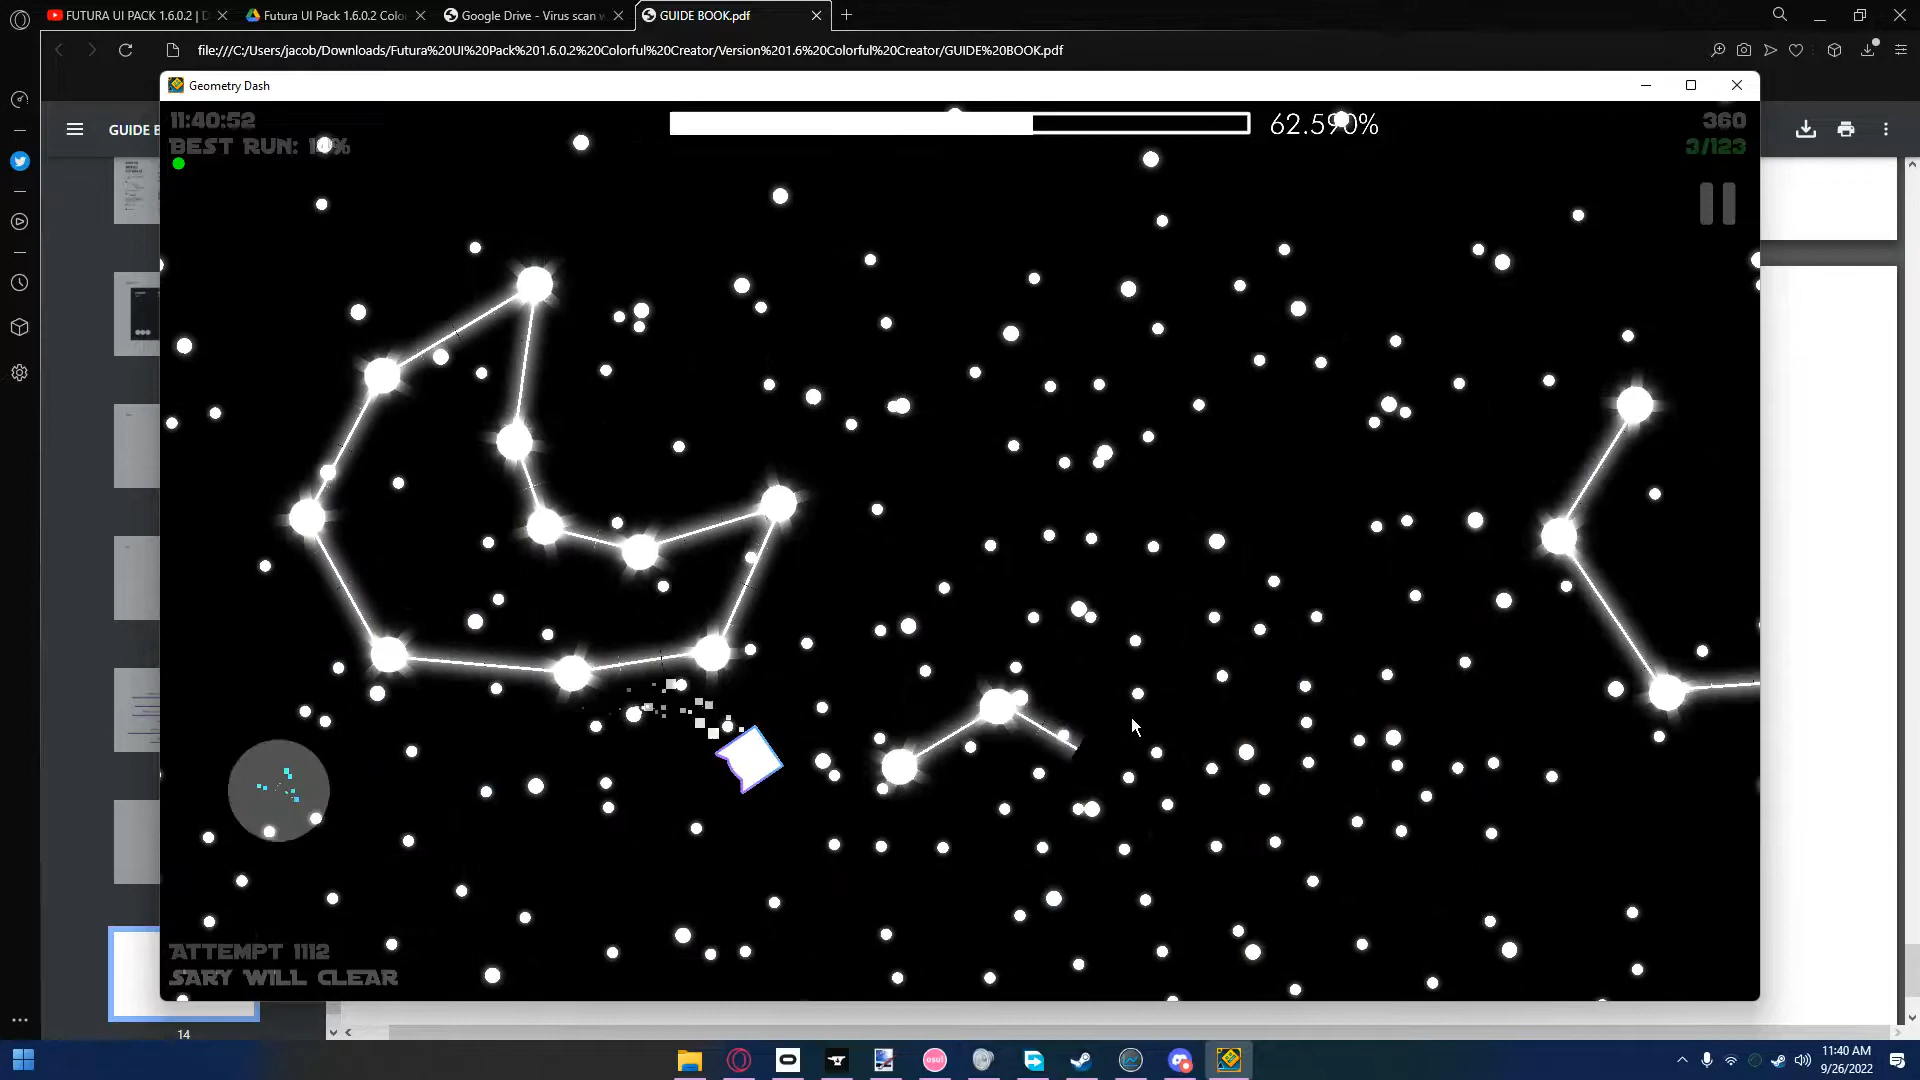 FUTURA UI PACK 1.6.0.2 | D
Futura UI Pack 1.6.0.2 Colo
Google Drive - Virus scan w
GUIDE BOOK.pdf
file:///C:/Users/jacob/Downloads/Futura%20UI%20Pack%201.6.0.2%20Colorful%20Creator/Version%201.6%20Colorful%20Creator/GUIDE%20BOOK.pdf
Geometry Dash
GUIDE B
11:40:52
62.590%
360
BEST RUN:
3/123
ATTEMPT 1112
SARY WILL CLEAR
14
osu!
11:40 AM
9/26/2022